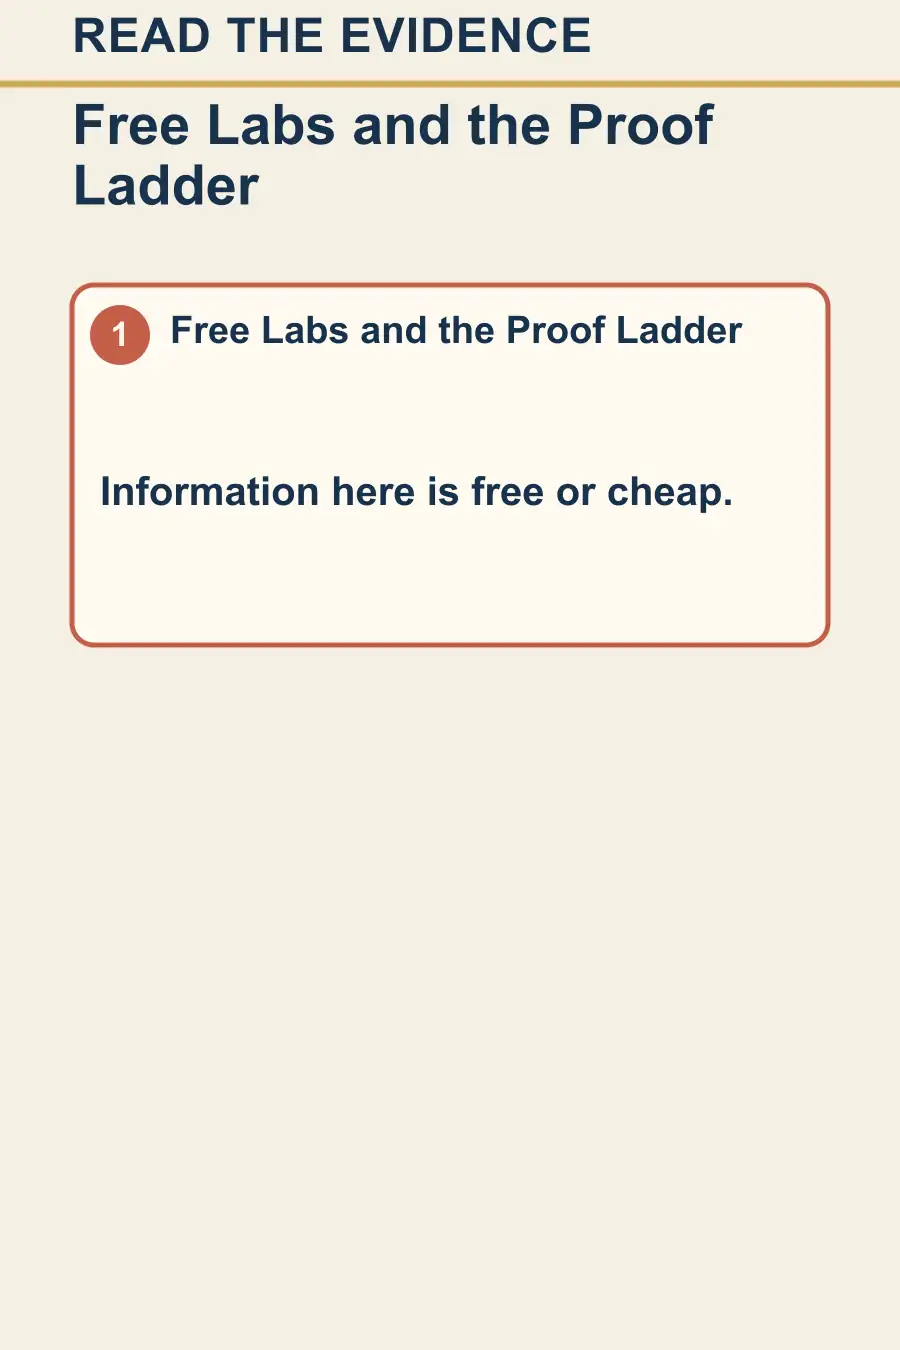 READ THE EVIDENCE
Free Labs and the Proof
Ladder
1 Free Labs and the Proof Ladder
Information here is free or cheap.